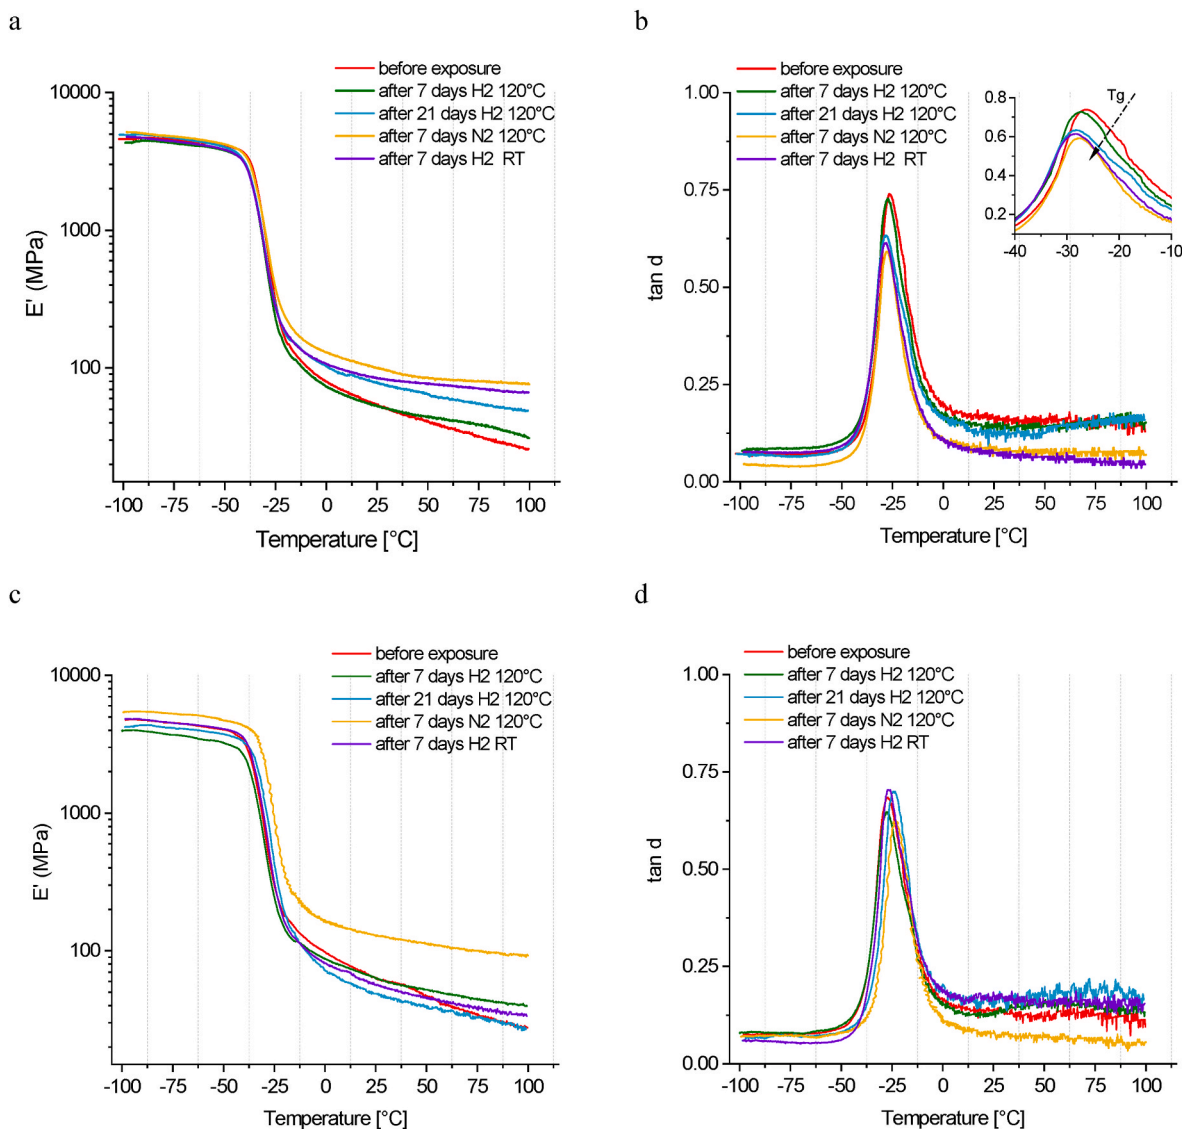 a
before exposure
after 7 days H2 120°C
after 21 days H2 120°C
after 7 days N2 120°C
after 7 days H2 RT
10000
1000
100
E' (MPa)
-100 -75 -50 -25 0 25 50 75 100
Temperature [°C]
b
before exposure
after 7 days H2 120°C
after 21 days H2 120°C
after 7 days N2 120°C
after 7 days H2 RT
1.00
0.75
0.50
0.25
0.00
tan d
-100 -75 -50 -25 0 25 50 75 100
Temperature [°C]
Tg
0.8
0.6
0.4
0.2
-40 -30 -20 -10
c
before exposure
after 7 days H2 120°C
after 21 days H2 120°C
after 7 days N2 120°C
after 7 days H2 RT
10000
1000
100
E' (MPa)
-100 -75 -50 -25 0 25 50 75 100
Temperature [°C]
d
before exposure
after 7 days H2 120°C
after 21 days H2 120°C
after 7 days N2 120°C
after 7 days H2 RT
1.00
0.75
0.50
0.25
0.00
tan d
-100 -75 -50 -25 0 25 50 75 100
Temperature [°C]